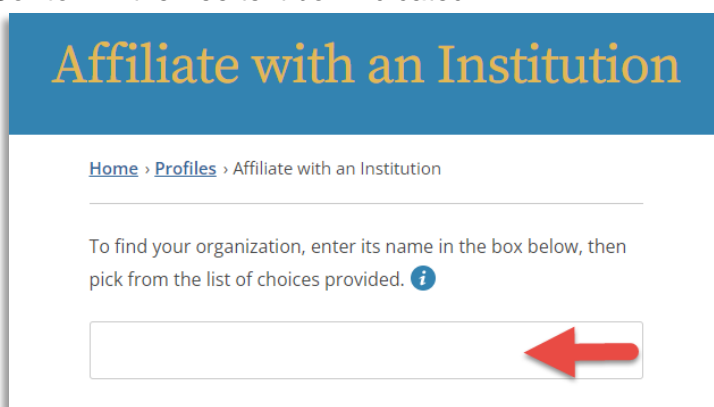 Affiliate with an Institution
Home › Profiles › Affiliate with an Institution
To find your organization, enter its name in the box below, then
pick from the list of choices provided. i